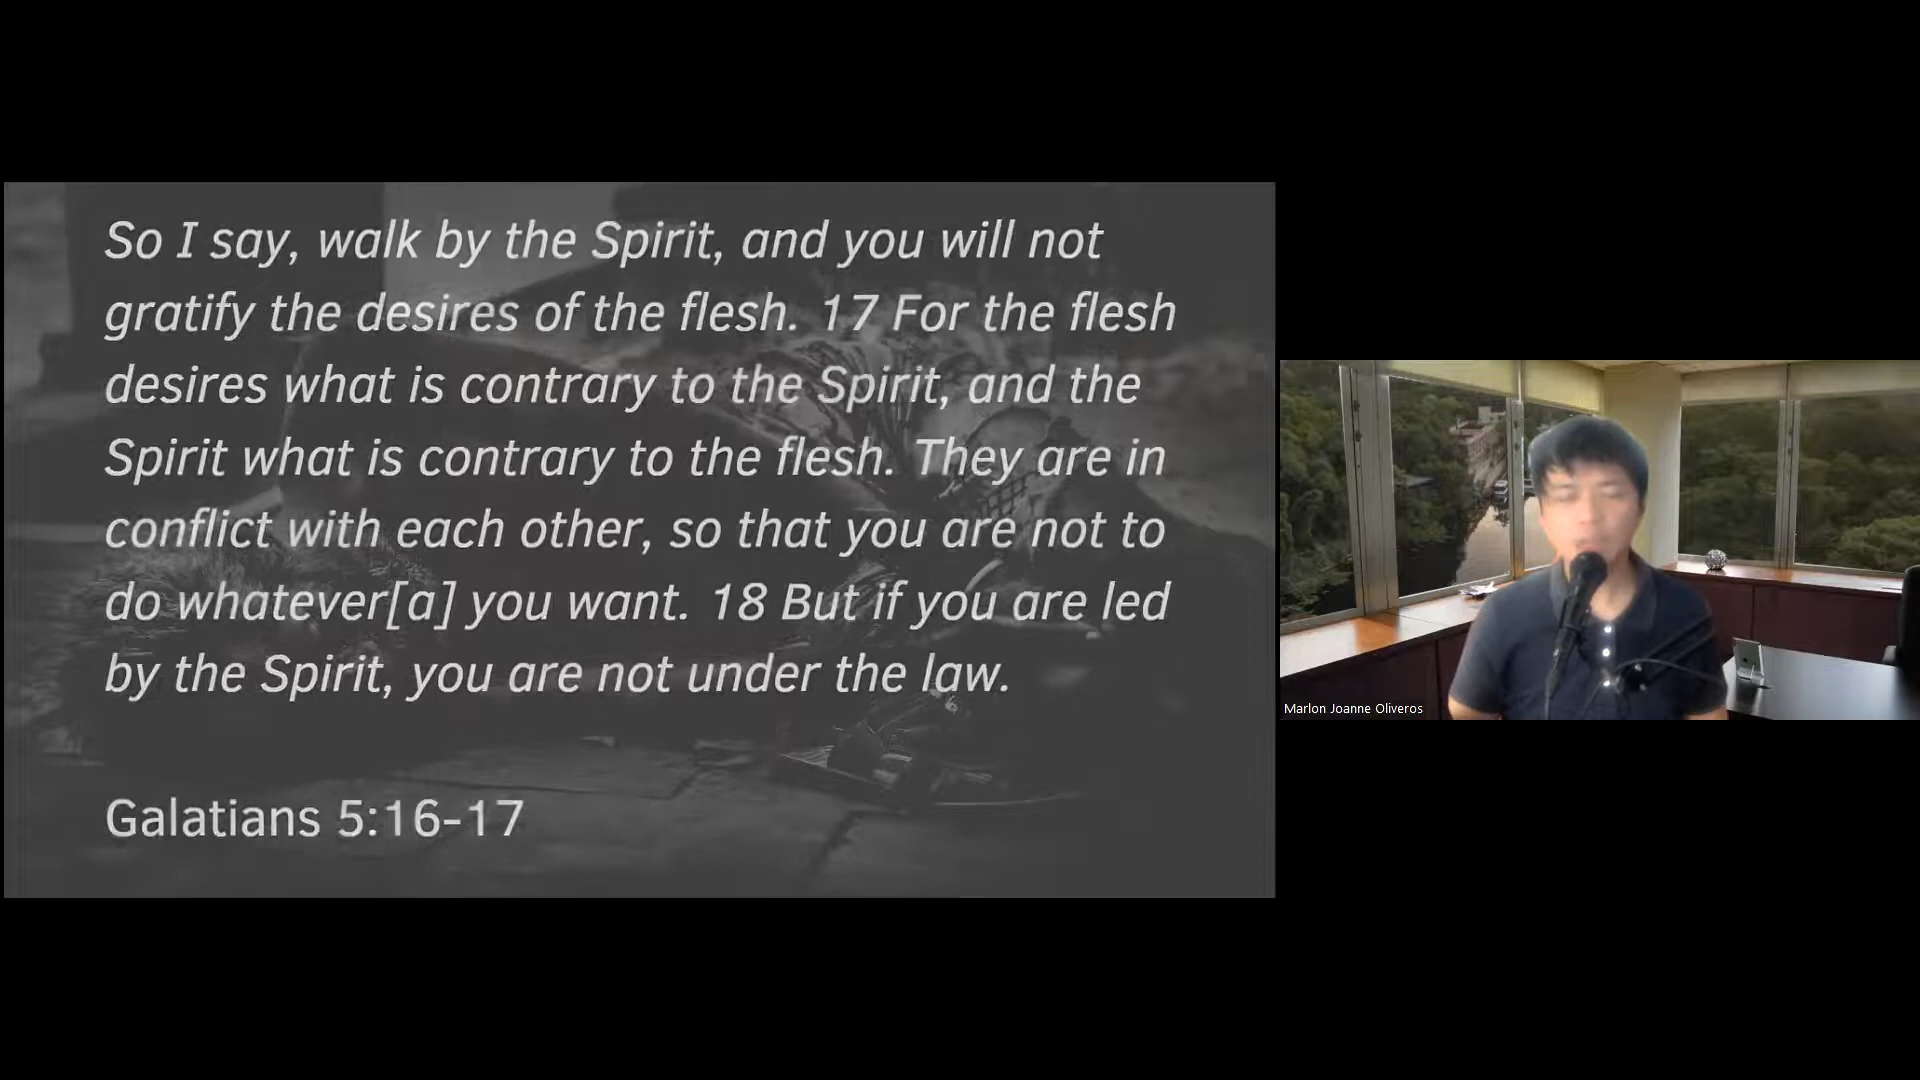 So I say, walk by the Spirit, and you will not
gratify the desires of the flesh. 17 For the flesh
desires what is contrary to the Spirit, and the
Spirit what is contrary to the flesh. They are in
conflict with each other, so that you are not to
do whatever[a] you want. 18 But if you are led
by the Spirit, you are not under the law.
Galatians 5:16-17
Marlon Joanne Oliveros